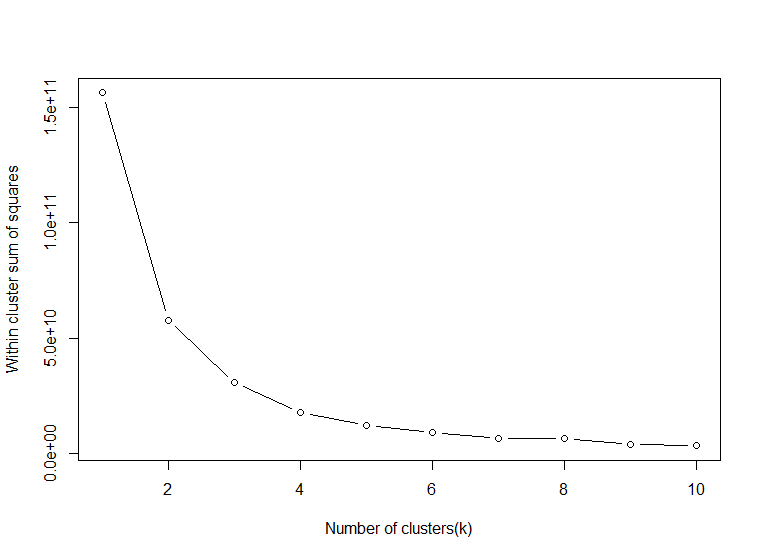 Within cluster sum of squares
1.5e+11
1.0e+11
5.0e+10
0.0e+00
2 4 6 8 10
Number of clusters(k)